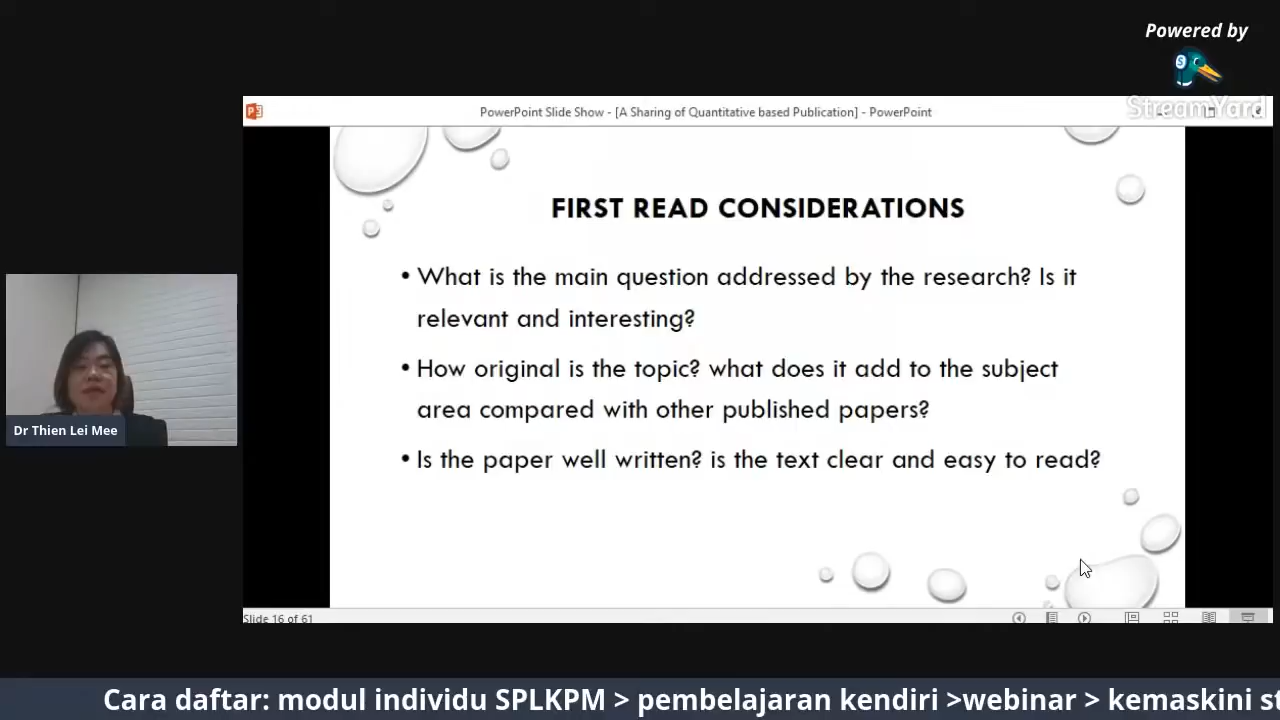 Powered by
StreamYard
PowerPoint Slide Show - [A Sharing of Quantitative based Publication] - PowerPoint
FIRST READ CONSIDERATIONS
• What is the main question addressed by the research? Is it
relevant and interesting?
• How original is the topic? what does it add to the subject
area compared with other published papers?
• Is the paper well written? is the text clear and easy to read?
Dr Thien Lei Mee
Slide 16 of 61
Cara daftar: modul individu SPLKPM > pembelajaran kendiri >webinar > kemaskini